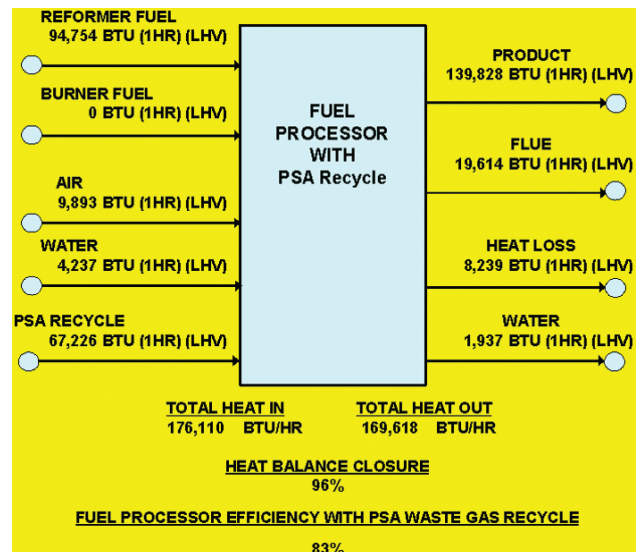 REFORMER FUEL
94,754 BTU (1HR) (LHV)
BURNER FUEL
0 BTU (1HR) (LHV)
AIR
9,893 BTU (1HR) (LHV)
WATER
4,237 BTU (1HR) (LHV)
PSA RECYCLE
67,226 BTU (1HR) (LHV)
FUEL
PROCESSOR
WITH
PSA Recycle
PRODUCT
139,828 BTU (1HR) (LHV)
FLUE
19,614 BTU (1HR) (LHV)
HEAT LOSS
8,239 BTU (1HR) (LHV)
WATER
1,937 BTU (1HR) (LHV)
TOTAL HEAT IN
176,110 BTU/HR
TOTAL HEAT OUT
169,618 BTU/HR
HEAT BALANCE CLOSURE
96%
FUEL PROCESSOR EFFICIENCY WITH PSA WASTE GAS RECYCLE
83%